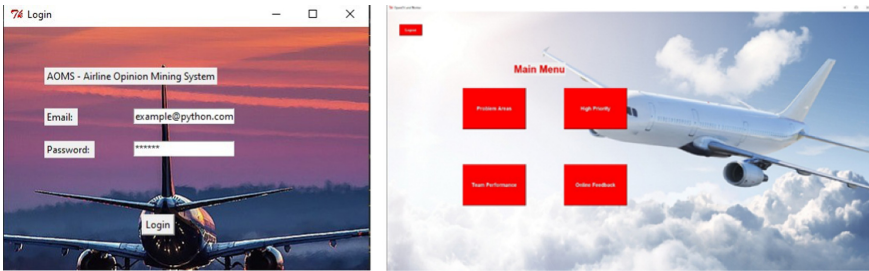 Login
AOMS - Airline Opinion Mining System
Email:
example@python.com
Password:
******
Login
Main Menu
Problem Areas
High Priority
Team Performance
Online Feedback